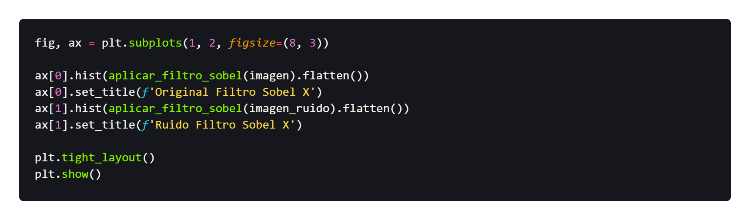 fig, ax = plt.subplots(1, 2, figsize=(8, 3))
ax[0].hist(aplicar_filtro_sobel(imagen).flatten())
ax[0].set_title(f'Original Filtro Sobel X')
ax[1].hist(aplicar_filtro_sobel(imagen_ruido).flatten())
ax[1].set_title(f'Ruido Filtro Sobel X')
plt.tight_layout()
plt.show()